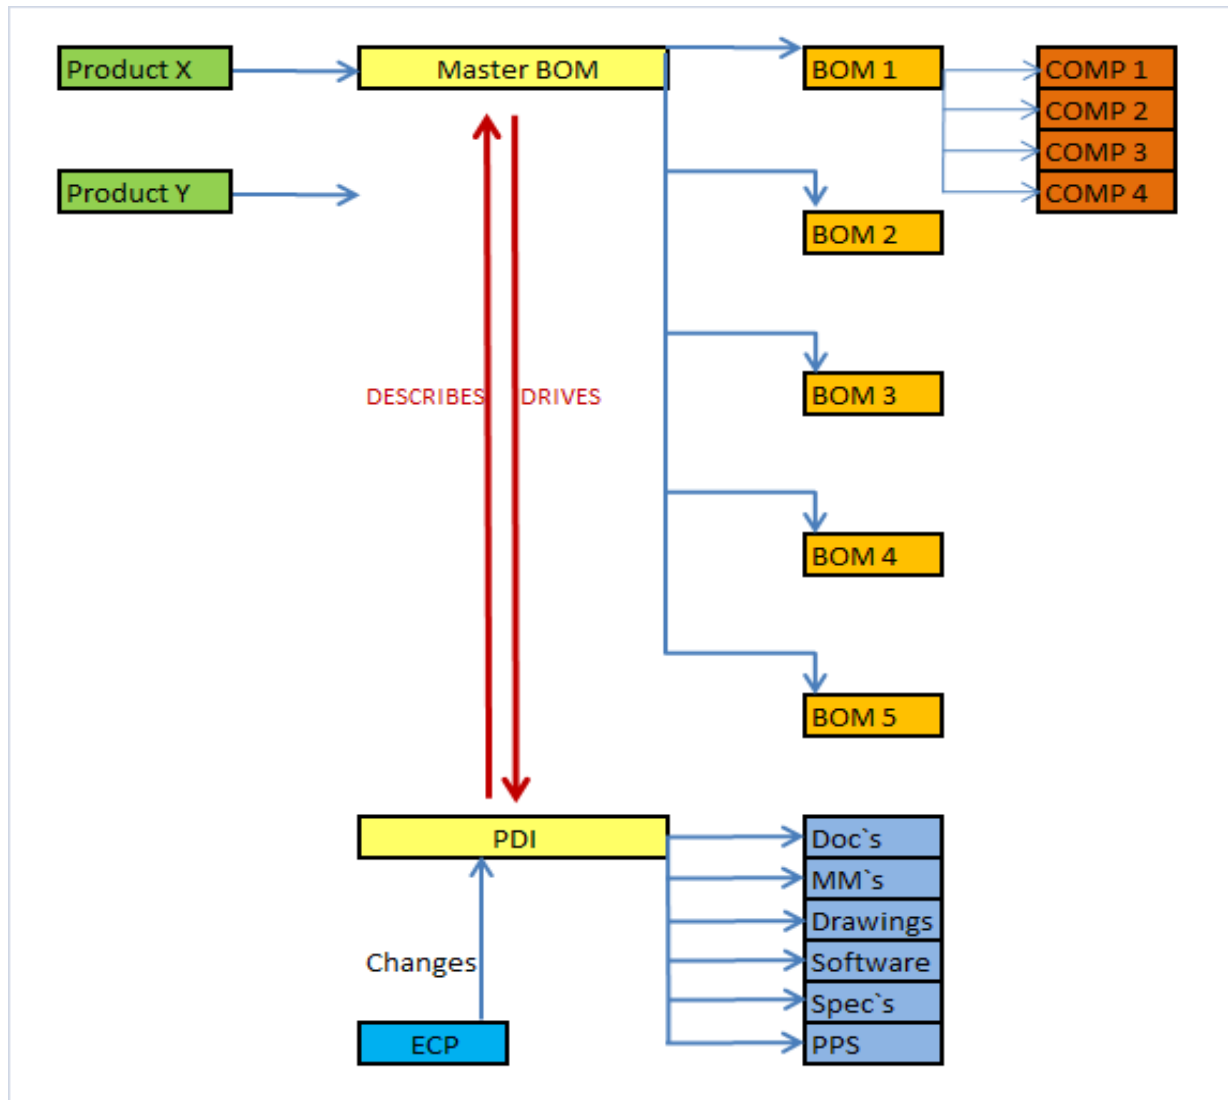 Product X
Master BOM
BOM 1
COMP 1
COMP 2
COMP 3
COMP 4
Product Y
BOM 2
BOM 3
DESCRIBES
DRIVES
BOM 4
BOM 5
PDI
Doc`s
MM`s
Drawings
Software
Spec`s
PPS
Changes
ECP